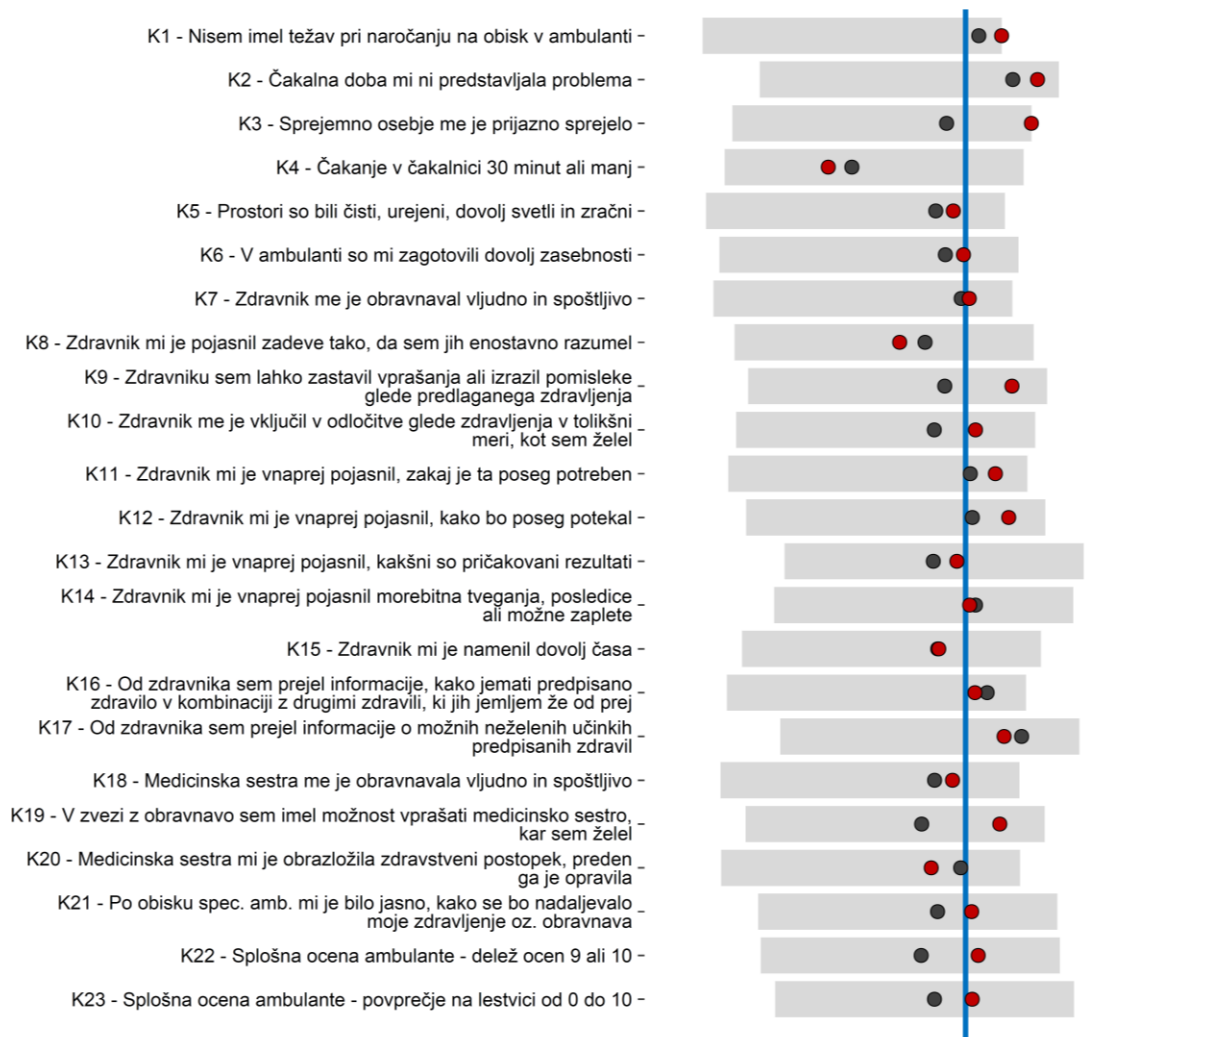 K1 - Nisem imel težav pri naročanju na obisk v ambulanti
K2 - Čakalna doba mi ni predstavljala problema
K3 - Sprejemno osebje me je prijazno sprejelo
K4 - Čakanje v čakalnici 30 minut ali manj
K5 - Prostori so bili čisti, urejeni, dovolj svetli in zračni
K6 - V ambulanti so mi zagotovili dovolj zasebnosti
K7 - Zdravnik me je obravnaval vljudno in spoštljivo
K8 - Zdravnik mi je pojasnil zadeve tako, da sem jih enostavno razumel
K9 - Zdravniku sem lahko zastavil vprašanja ali izrazil pomisleke
glede predlaganega zdravljenja
K10 - Zdravnik me je vključil v odločitve glede zdravljenja v tolikšni
meri, kot sem želel
K11 - Zdravnik mi je vnaprej pojasnil, zakaj je ta poseg potreben
K12 - Zdravnik mi je vnaprej pojasnil, kako bo poseg potekal
K13 - Zdravnik mi je vnaprej pojasnil, kakšni so pričakovani rezultati
K14 - Zdravnik mi je vnaprej pojasnil morebitna tveganja, posledice
ali možne zaplete
K15 - Zdravnik mi je namenil dovolj časa
K16 - Od zdravnika sem prejel informacije, kako jemati predpisano
zdravilo v kombinaciji z drugimi zdravili, ki jih jemljem že od prej
K17 - Od zdravnika sem prejel informacije o možnih neželenih učinkih
predpisanih zdravil
K18 - Medicinska sestra me je obravnavala vljudno in spoštljivo
K19 - V zvezi z obravnavo sem imel možnost vprašati medicinsko sestro,
kar sem želel
K20 - Medicinska sestra mi je obrazložila zdravstveni postopek, preden
ga je opravila
K21 - Po obisku spec. amb. mi je bilo jasno, kako se bo nadaljevalo
moje zdravljenje oz. obravnava
K22 - Splošna ocena ambulante - delež ocen 9 ali 10
K23 - Splošna ocena ambulante - povprečje na lestvici od 0 do 10